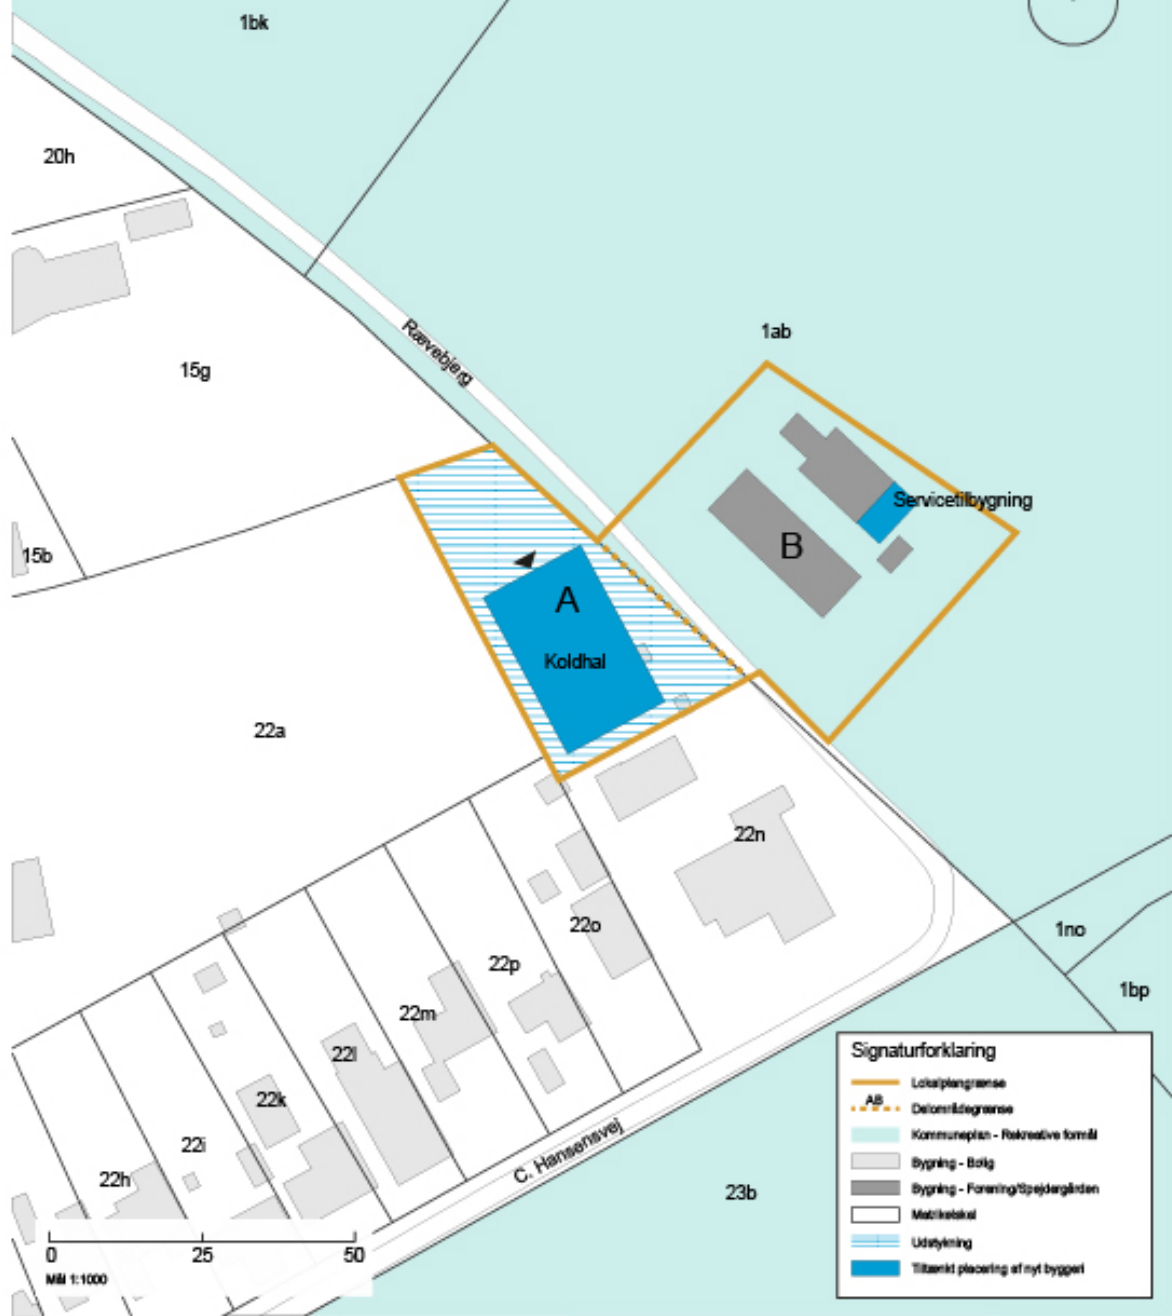 1bk
20h
Rævebjerg
1ab
15g
Servicetilbygning
B
15b
A
Koldhal
22a
22n
22o
1no
22p
1bp
22m
22l
22k
22i
22h
C. Hansensvej
23b
0 25 50
Mål 1:1000
Signaturforklaring
Lokalplangrænse
AB
Delområdegrænse
Kommuneplan - Rekreative formål
Bygning - Bolig
Bygning - Forening/Spejdergården
Matrikelskel
Udstykning
Tiltænkt placering af nyt byggeri